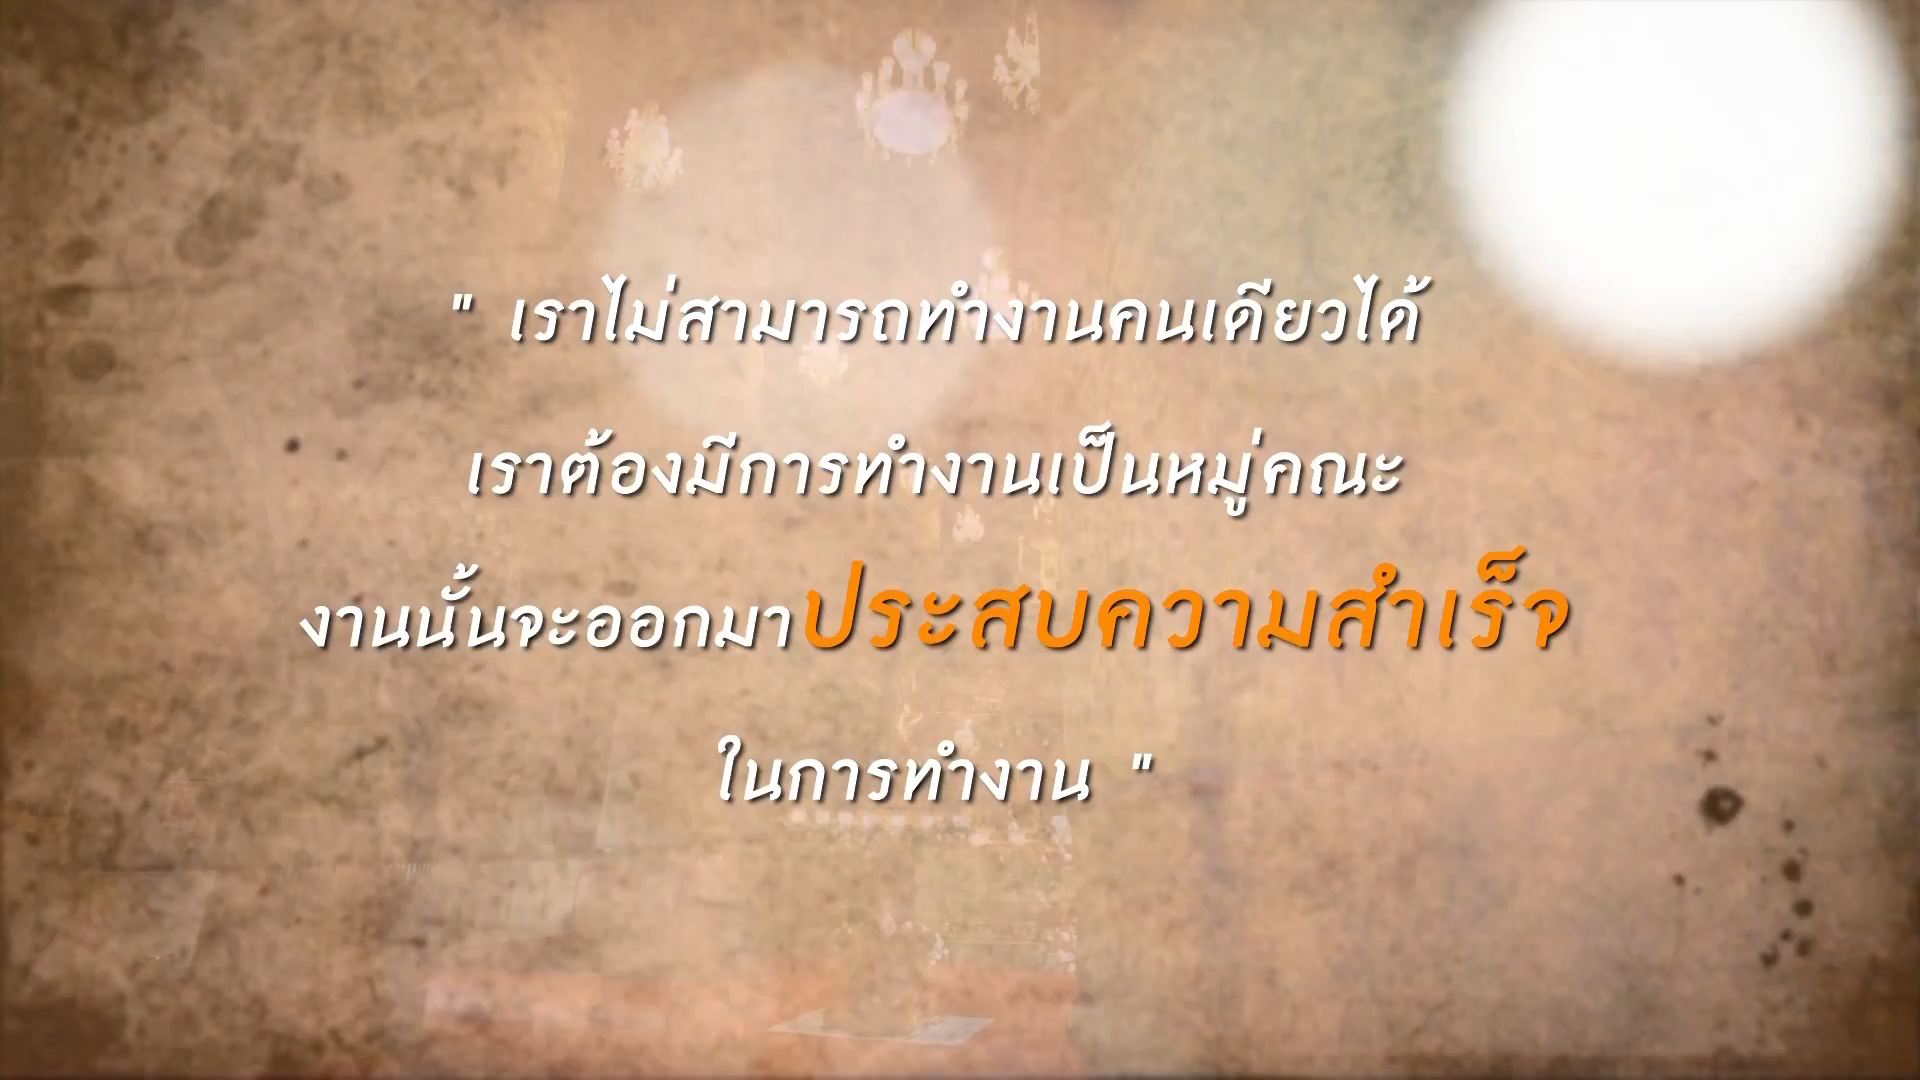 " เราไม่สามารถทำงานคนเดียวได้
เราต้องมีการทำงานเป็นหมู่คณะ
งานนั้นจะออกมาประสบความสำเร็จ
ในการทำงาน "